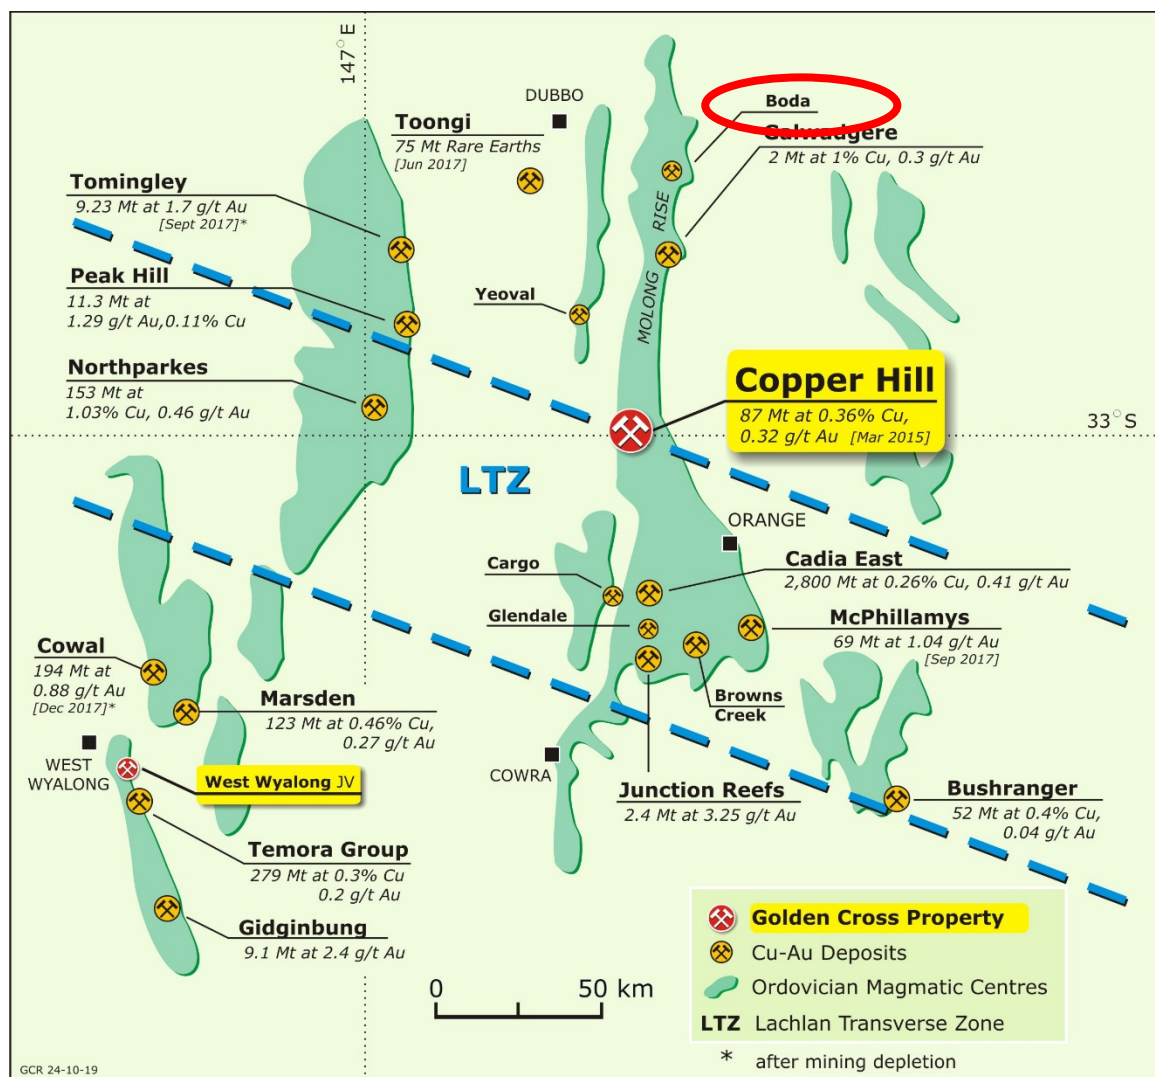 147° E
DUBBO
Boda
Toongi
75 Mt Rare Earths
[Jun 2017]
Galwadgere
2 Mt at 1% Cu, 0.3 g/t Au
Tomingley
9.23 Mt at 1.7 g/t Au
[Sept 2017]*
Peak Hill
11.3 Mt at
1.29 g/t Au,0.11% Cu
Yeoval
MOLONG RISE
Northparkes
153 Mt at
1.03% Cu, 0.46 g/t Au
Copper Hill
87 Mt at 0.36% Cu,
0.32 g/t Au [Mar 2015]
33° S
LTZ
ORANGE
Cargo
Cadia East
2,800 Mt at 0.26% Cu, 0.41 g/t Au
Glendale
McPhillamys
69 Mt at 1.04 g/t Au
[Sep 2017]
Cowal
194 Mt at
0.88 g/t Au
[Dec 2017]*
Marsden
123 Mt at 0.46% Cu,
0.27 g/t Au
Browns
Creek
WEST
WYALONG
West Wyalong JV
COWRA
Junction Reefs
2.4 Mt at 3.25 g/t Au
Bushranger
52 Mt at 0.4% Cu,
0.04 g/t Au
Temora Group
279 Mt at 0.3% Cu
0.2 g/t Au
Gidginbung
9.1 Mt at 2.4 g/t Au
0 50 km
Golden Cross Property
Cu-Au Deposits
Ordovician Magmatic Centres
LTZ Lachlan Transverse Zone
* after mining depletion
GCR 24-10-19